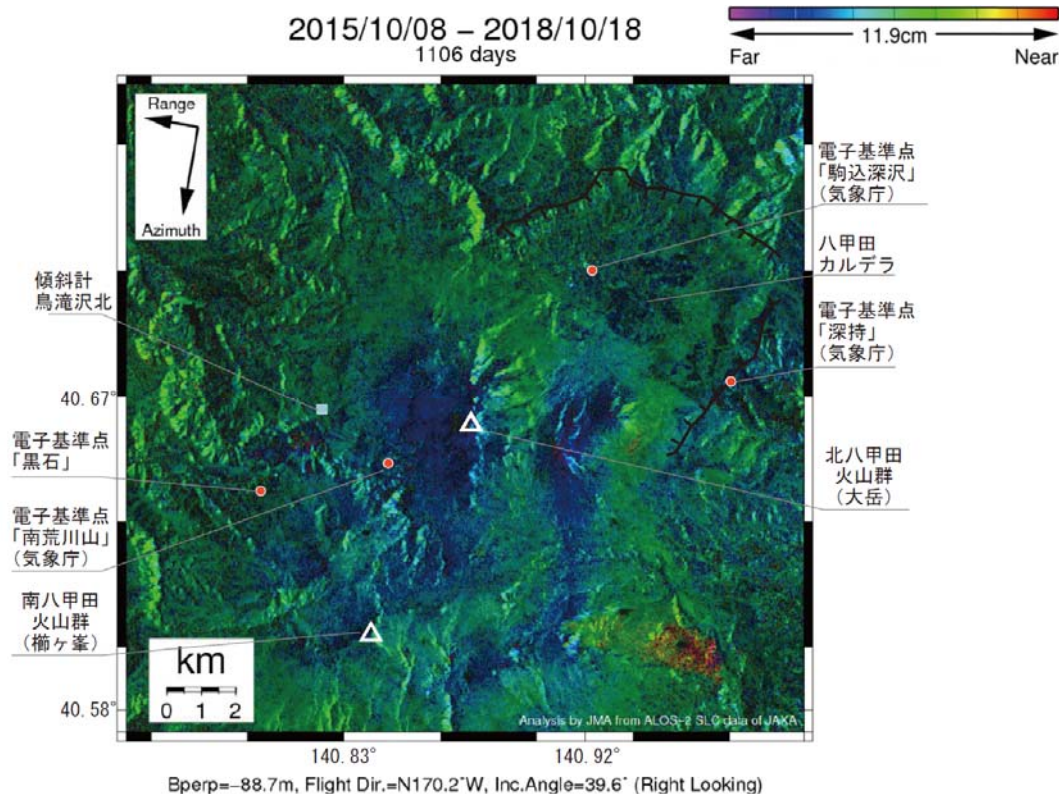 2015/10/08 – 2018/10/18
1106 days
11.9cm
Far
Near
Range
Azimuth
電子基準点
「駒込深沢」
(気象庁)
八甲田
カルデラ
傾斜計
鳥滝沢北
電子基準点
「深持」
(気象庁)
40.67°
電子基準点
「黒石」
北八甲田
火山群
(大岳)
電子基準点
「南荒川山」
(気象庁)
南八甲田
火山群
(櫛ヶ峯)
km
0 1 2
40.58°
Analysis by JMA from ALOS-2 SLC data of JAXA
140.83°
140.92°
Bperp=−88.7m, Flight Dir.=N170.2°W, Inc.Angle=39.6° (Right Looking)